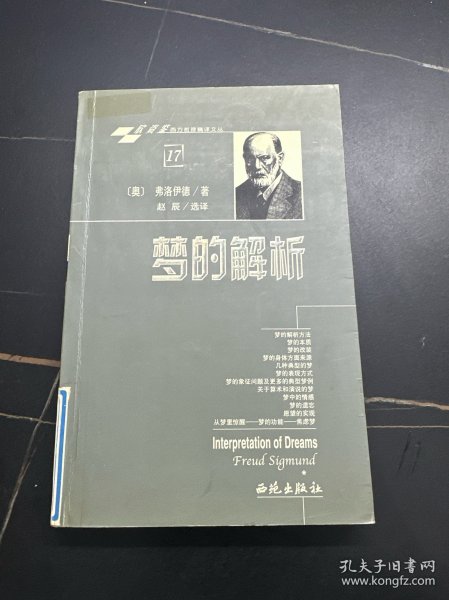 西方哲原编译文丛
17
〔奥〕 弗洛伊德／著
赵 辰／选译
梦的解析
梦的解析方法
梦的本质
梦的改装
梦的身体方面来源
几种典型的梦
梦的表现方式
梦的象征问题及更多的典型梦例
关于算术和演说的梦
梦中的情感
梦的遗忘
愿望的实现
从梦里惊醒——梦的功能——焦虑梦
Interpretation of Dreams
Freud Sigmund
西苑出版社
孔夫子旧书网
www.kongfz.com